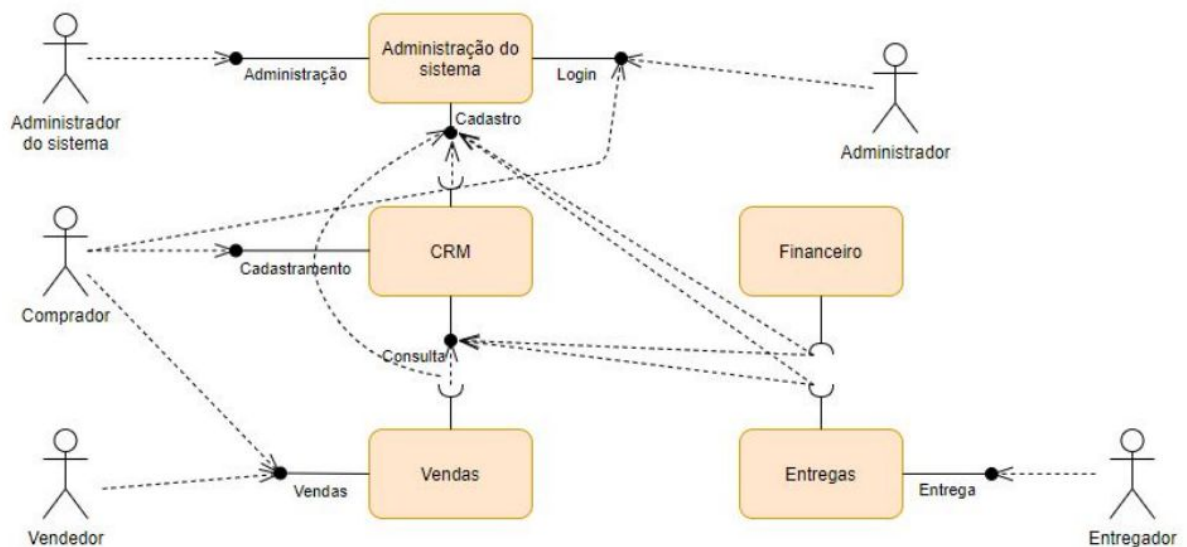 Administração do
sistema
Administração
Login
Administrador
do sistema
Cadastro
Administrador
CRM
Financeiro
Cadastramento
Comprador
Consulta
Vendas
Entregas
Vendas
Entrega
Vendedor
Entregador